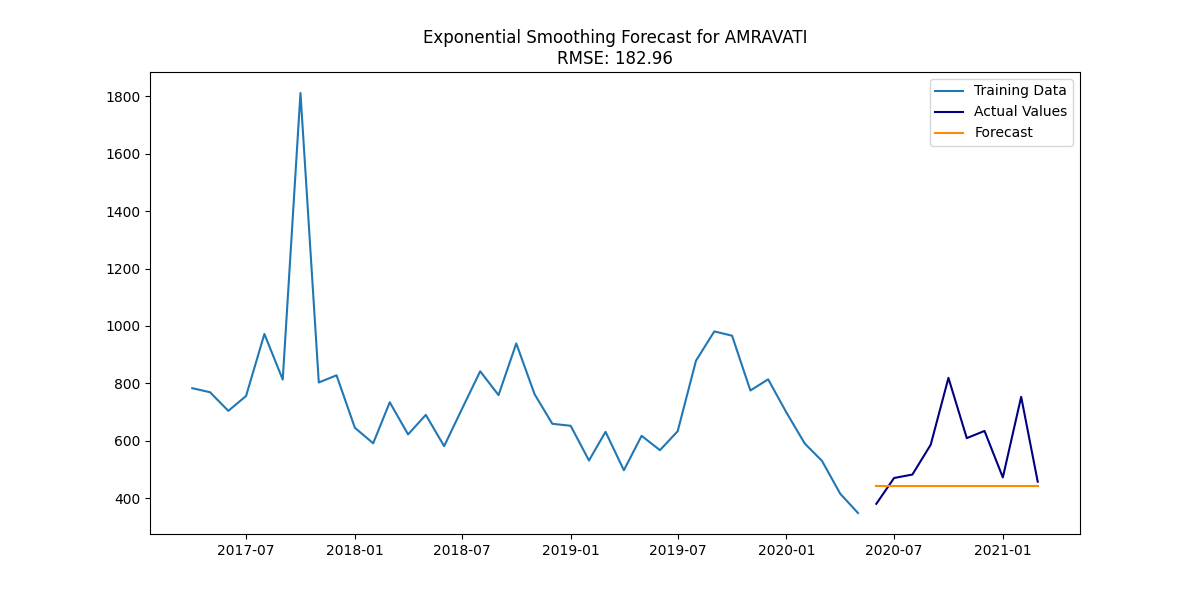 Exponential Smoothing Forecast for AMRAVATI
RMSE: 182.96
Training Data
Actual Values
Forecast
1800
1600
1400
1200
1000
800
600
400
2017-07 2018-01 2018-07 2019-01 2019-07 2020-01 2020-07 2021-01